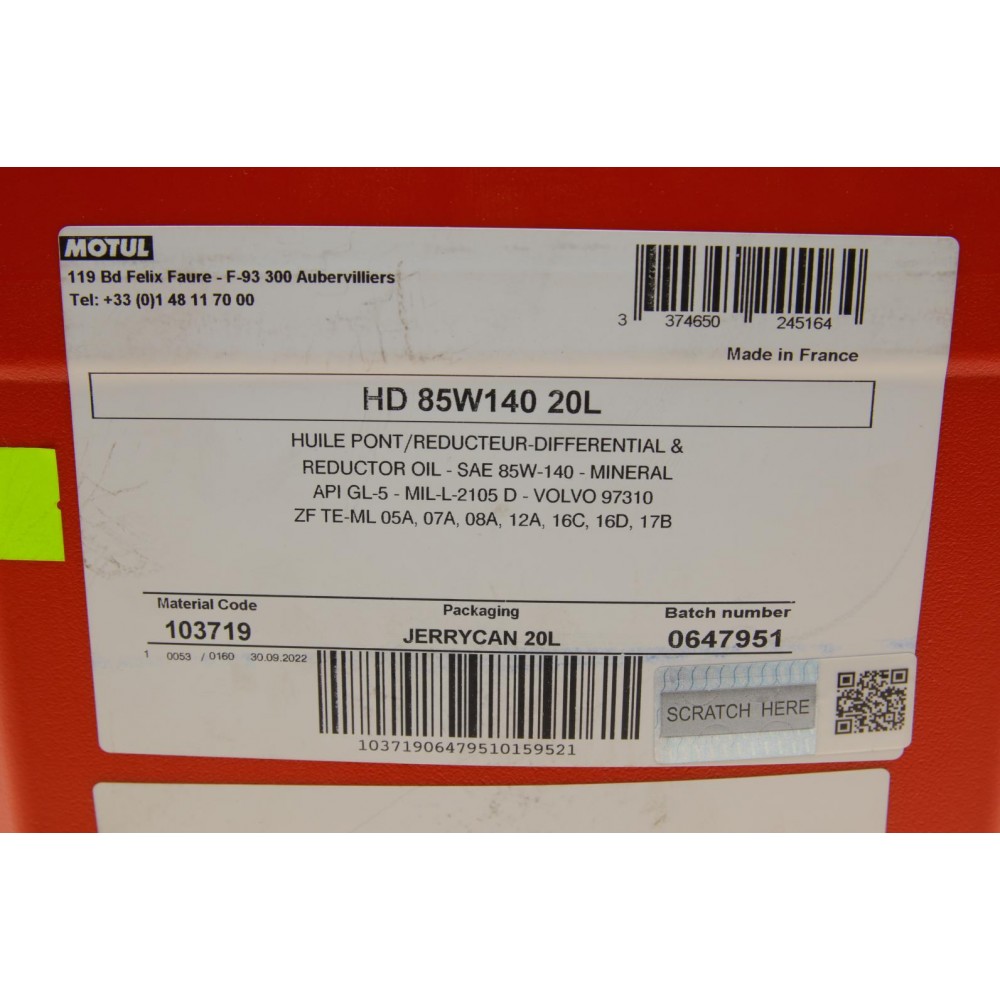 MOTUL
119 Bd Felix Faure - F-93 300 Aubervilliers
Tel: +33 (0)1 48 11 70 00
3 374650 245164
Made in France
HD 85W140 20L
HUILE PONT/REDUCTEUR-DIFFERENTIAL &
REDUCTOR OIL - SAE 85W-140 - MINERAL
API GL-5 - MIL-L-2105 D - VOLVO 97310
ZF TE-ML 05A, 07A, 08A, 12A, 16C, 16D, 17B
Material Code Packaging Batch number
103719 JERRYCAN 20L 0647951
1 0053 / 0160 30.09.2022
SCRATCH HERE
10371906479510159521